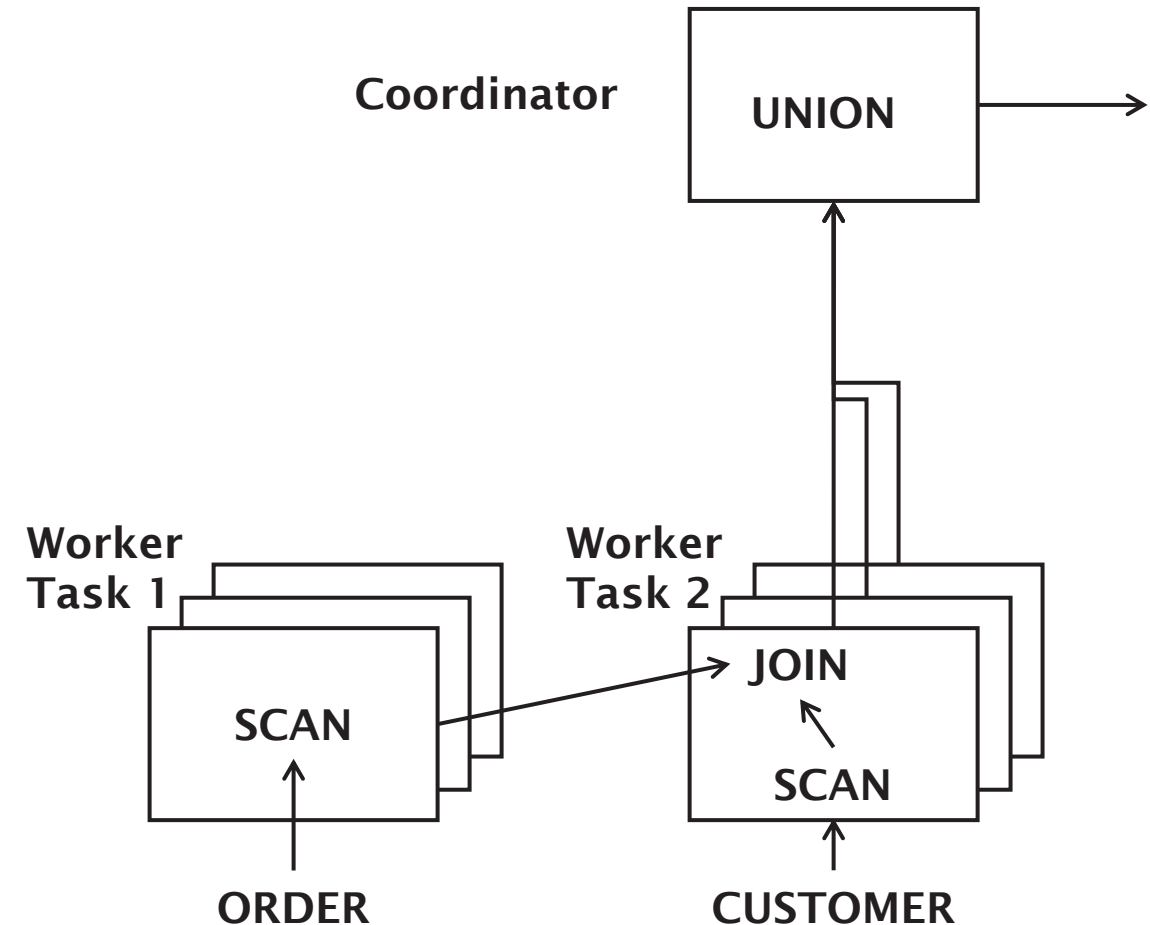 Coordinator
UNION
Worker
Task 1
Worker
Task 2
JOIN
SCAN
SCAN
ORDER
CUSTOMER